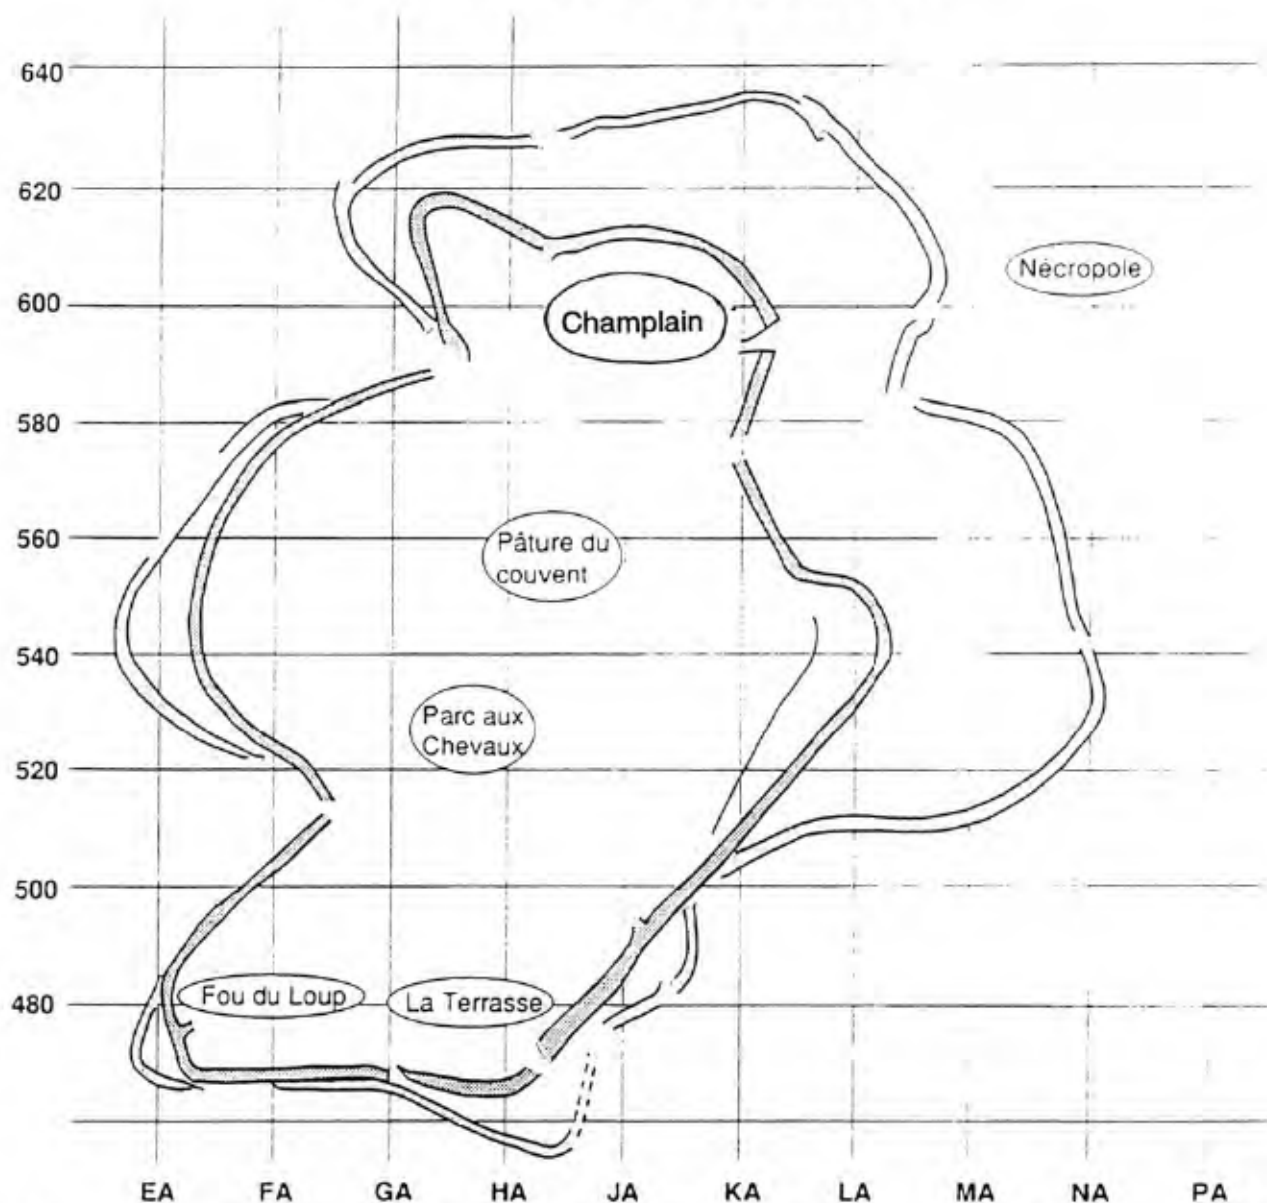 640
620
Nécropole
600
Champlain
580
560
Pâture du
couvent
540
Parc aux
Chevaux
520
500
Fou du Loup
La Terrasse
480
EA FA GA HA JA KA LA MA NA PA